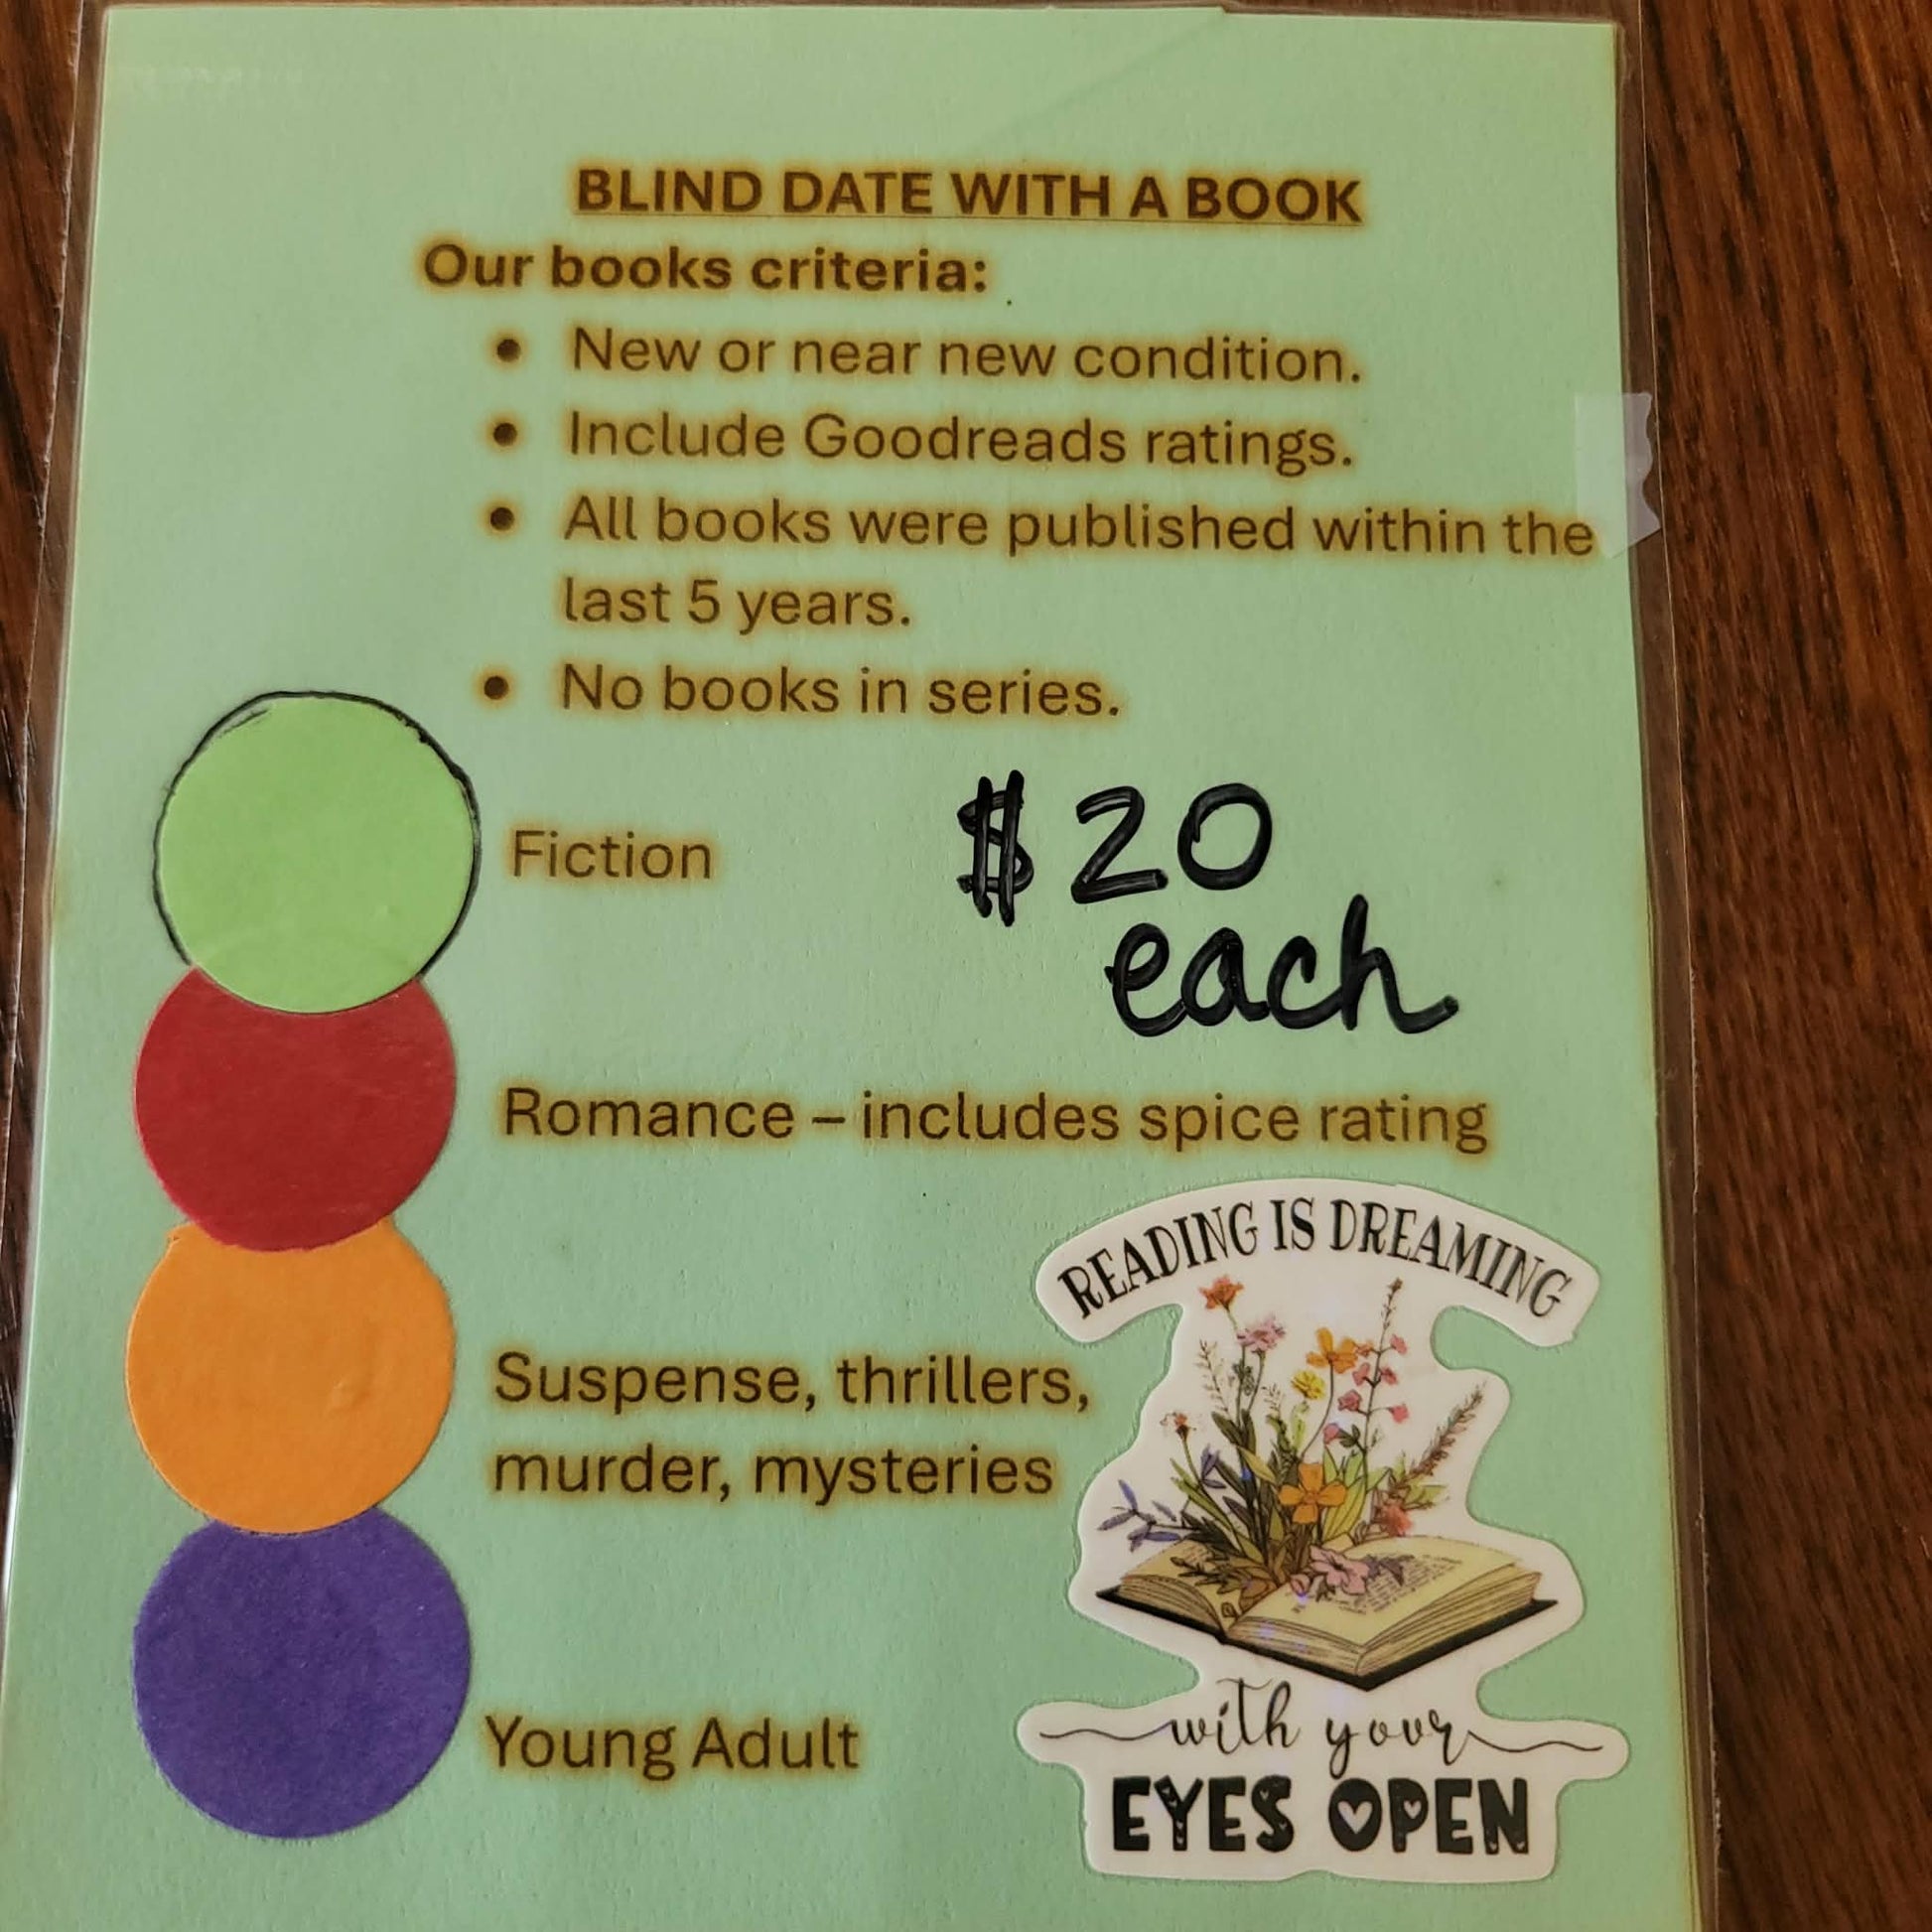 BLIND DATE WITH A BOOK
Our books criteria:
• New or near new condition.
• Include Goodreads ratings.
• All books were published within the
last 5 years.
• No books in series.
Fiction
$20
each
Romance – includes spice rating
Suspense, thrillers,
murder, mysteries
Young Adult
READING IS DREAMING
with your
EYES OPEN